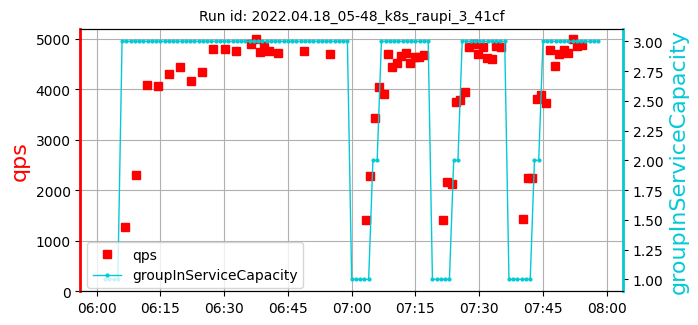 Run id: 2022.04.18_05-48_k8s_raupi_3_41cf
5000
4000
3000
2000
1000
0
qps
3.00
2.75
2.50
2.25
2.00
1.75
1.50
1.25
1.00
groupInServiceCapacity
qps
groupInServiceCapacity
06:00 06:15 06:30 06:45 07:00 07:15 07:30 07:45 08:00